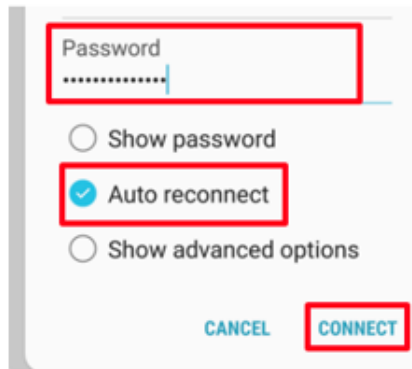 Password
••••••••••••••
Show password
Auto reconnect
Show advanced options
CANCEL CONNECT